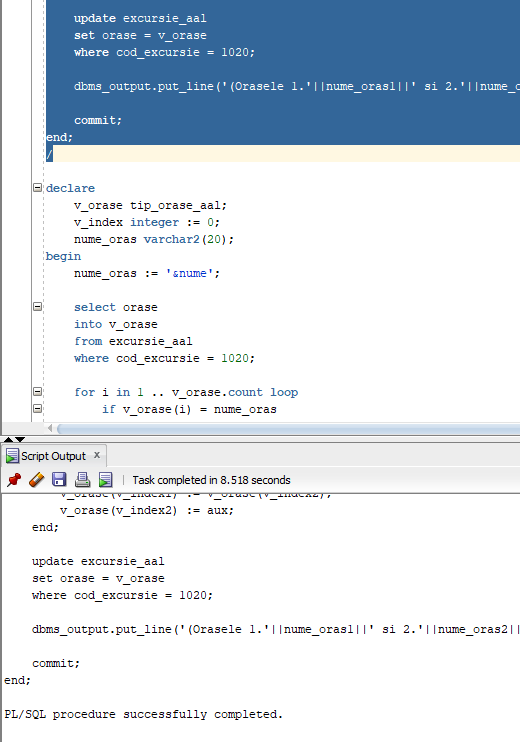 update excursie_aal
set orase = v_orase
where cod_excursie = 1020;
dbms_output.put_line('(Orasele 1.'||nume_oras1||' si 2.'||nume_o
commit;
end;
/
declare
v_orase tip_orase_aal;
v_index integer := 0;
nume_oras varchar2(20);
begin
nume_oras := '&nume';
select orase
into v_orase
from excursie_aal
where cod_excursie = 1020;
for i in 1 .. v_orase.count loop
if v_orase(i) = nume_oras
Script Output x
Task completed in 8.518 seconds
v_orase(v_index1) := v_orase(v_index2);
v_orase(v_index2) := aux;
end;
update excursie_aal
set orase = v_orase
where cod_excursie = 1020;
dbms_output.put_line('(Orasele 1.'||nume_oras1||' si 2.'||nume_oras2||
commit;
end;
PL/SQL procedure successfully completed.